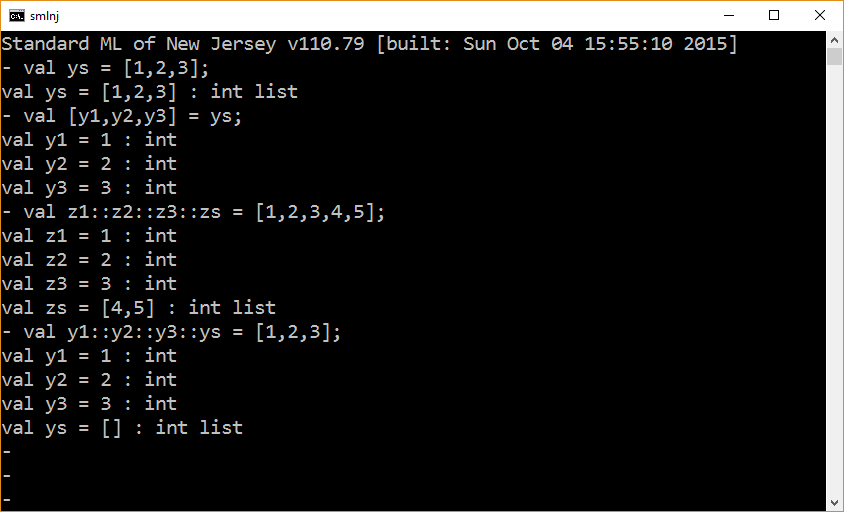 smlnj
Standard ML of New Jersey v110.79 [built: Sun Oct 04 15:55:10 2015]
- val ys = [1,2,3];
val ys = [1,2,3] : int list
- val [y1,y2,y3] = ys;
val y1 = 1 : int
val y2 = 2 : int
val y3 = 3 : int
- val z1::z2::z3::zs = [1,2,3,4,5];
val z1 = 1 : int
val z2 = 2 : int
val z3 = 3 : int
val zs = [4,5] : int list
- val y1::y2::y3::ys = [1,2,3];
val y1 = 1 : int
val y2 = 2 : int
val y3 = 3 : int
val ys = [] : int list
-
-
-